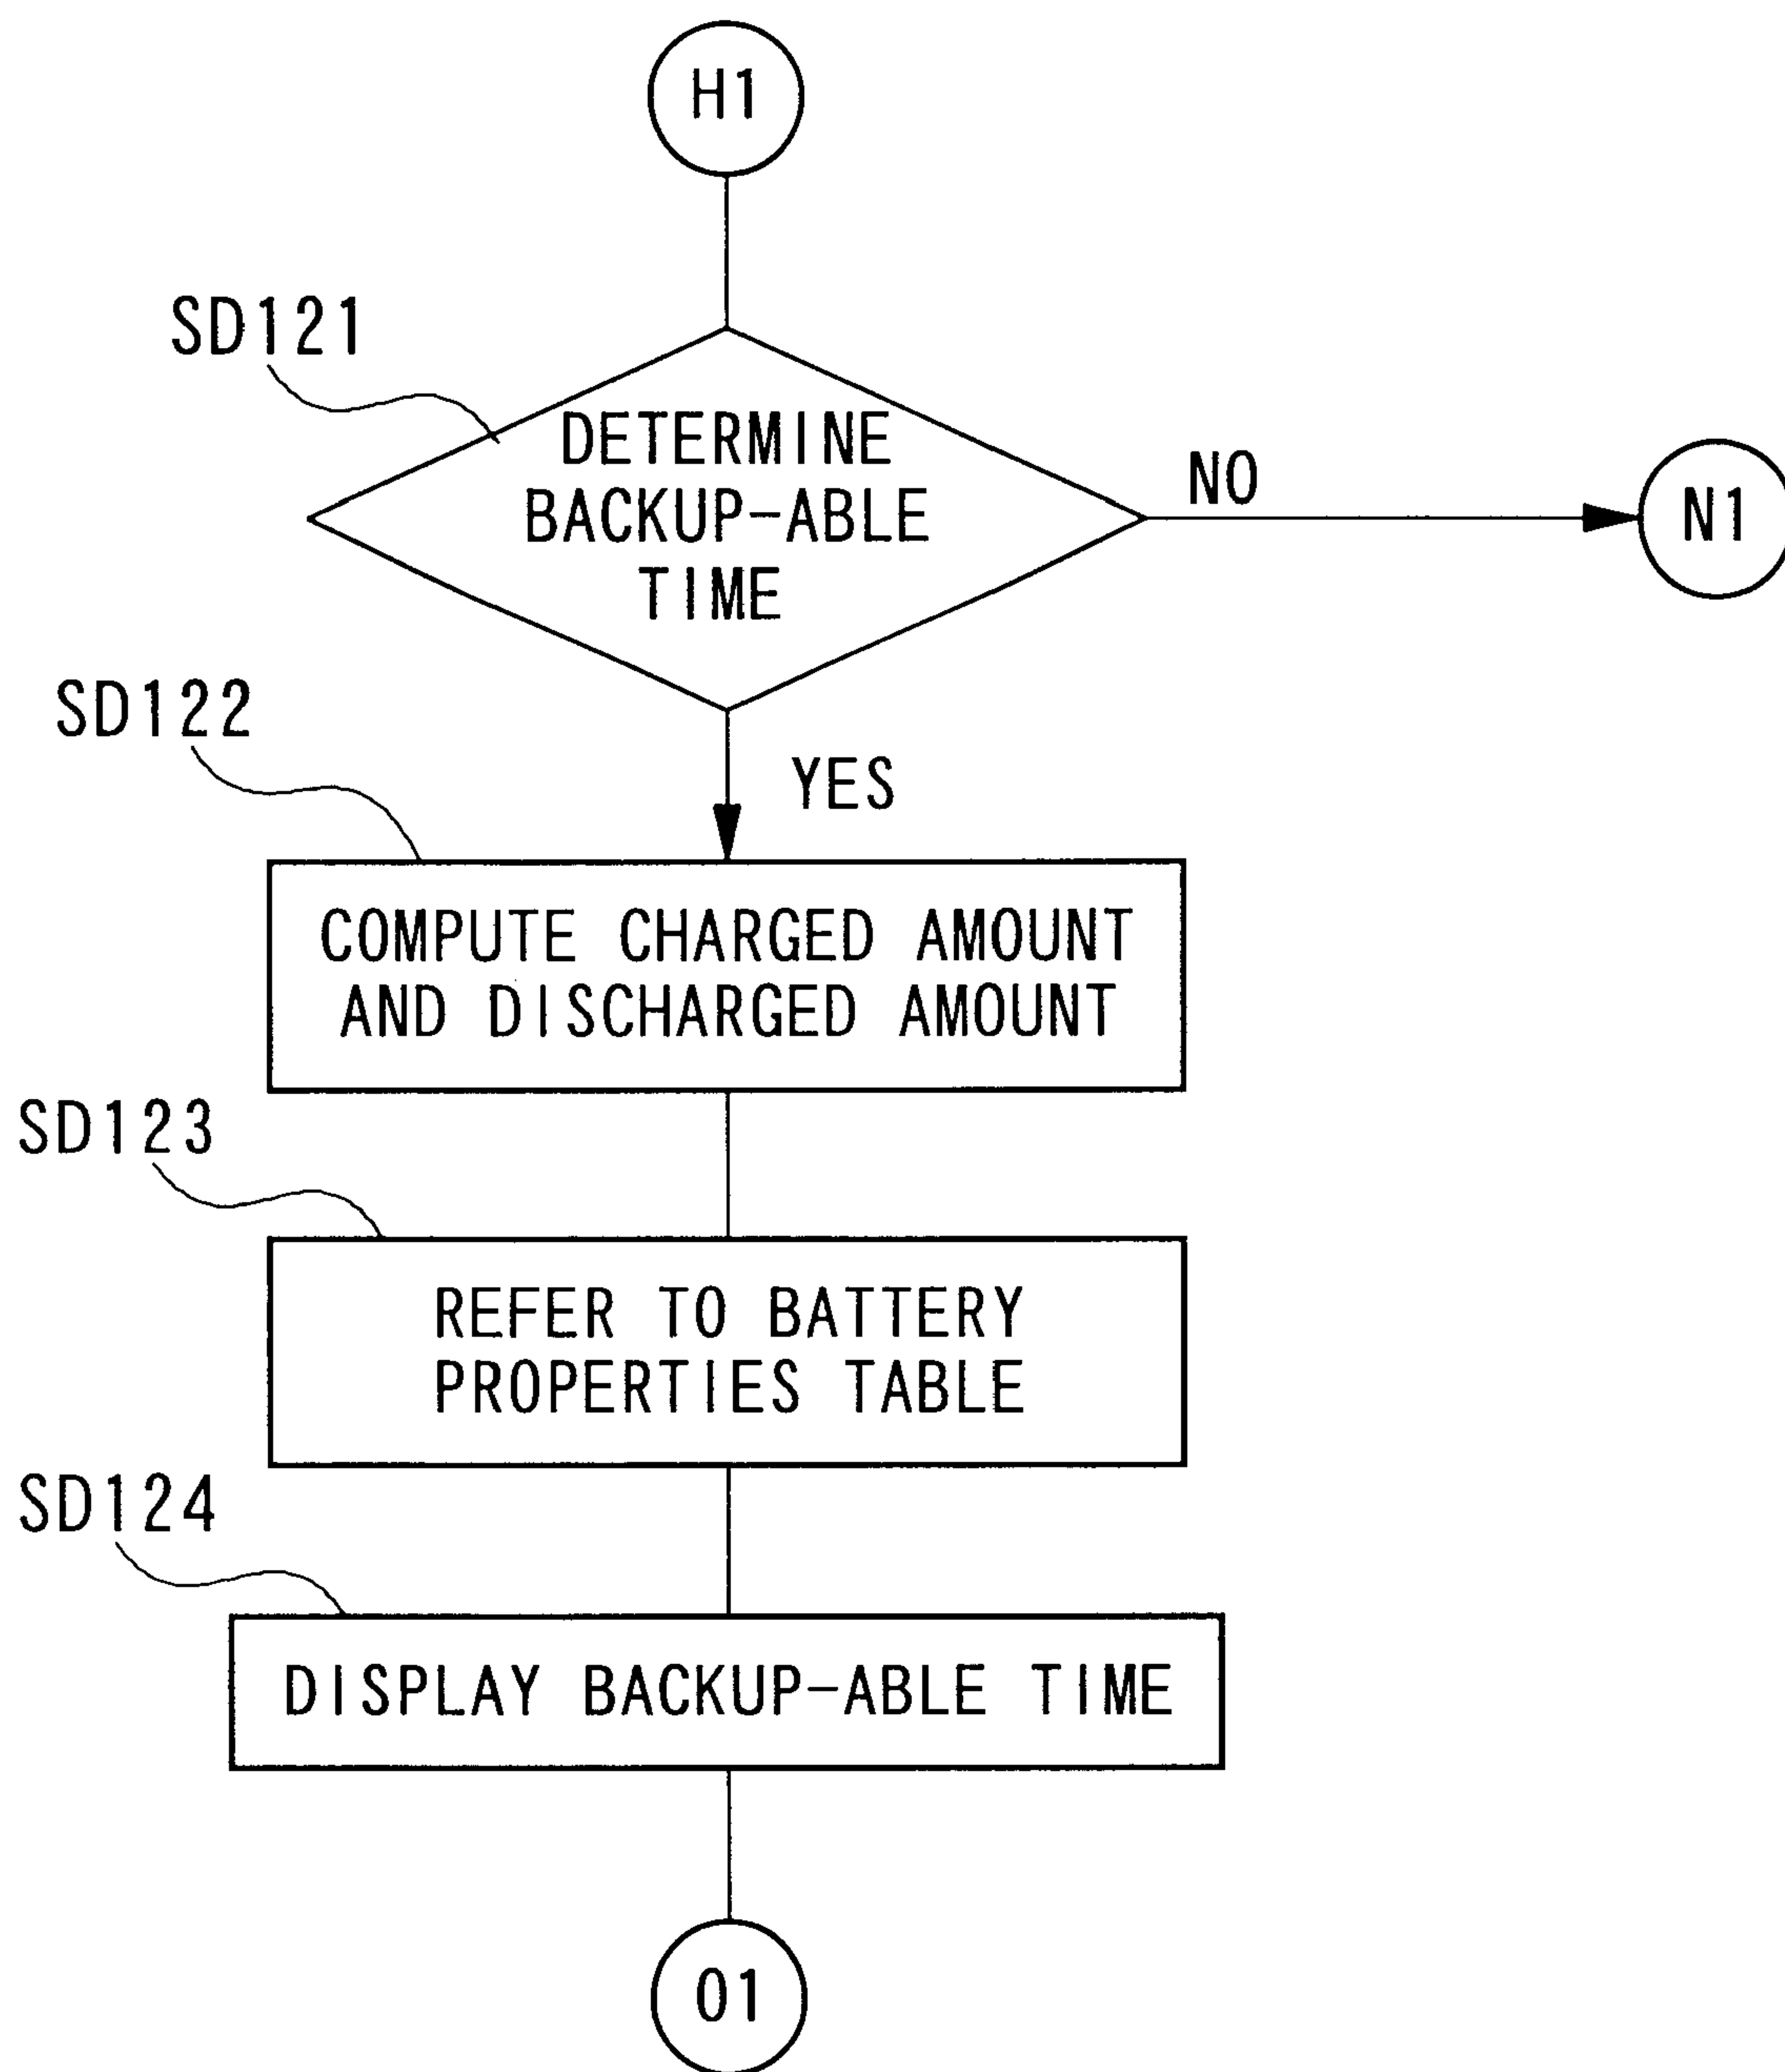 H1
SD121
DETERMINE
BACKUP-ABLE
TIME
NO
N1
SD122
YES
COMPUTE CHARGED AMOUNT
AND DISCHARGED AMOUNT
SD123
REFER TO BATTERY
PROPERTIES TABLE
SD124
DISPLAY BACKUP-ABLE TIME
O1